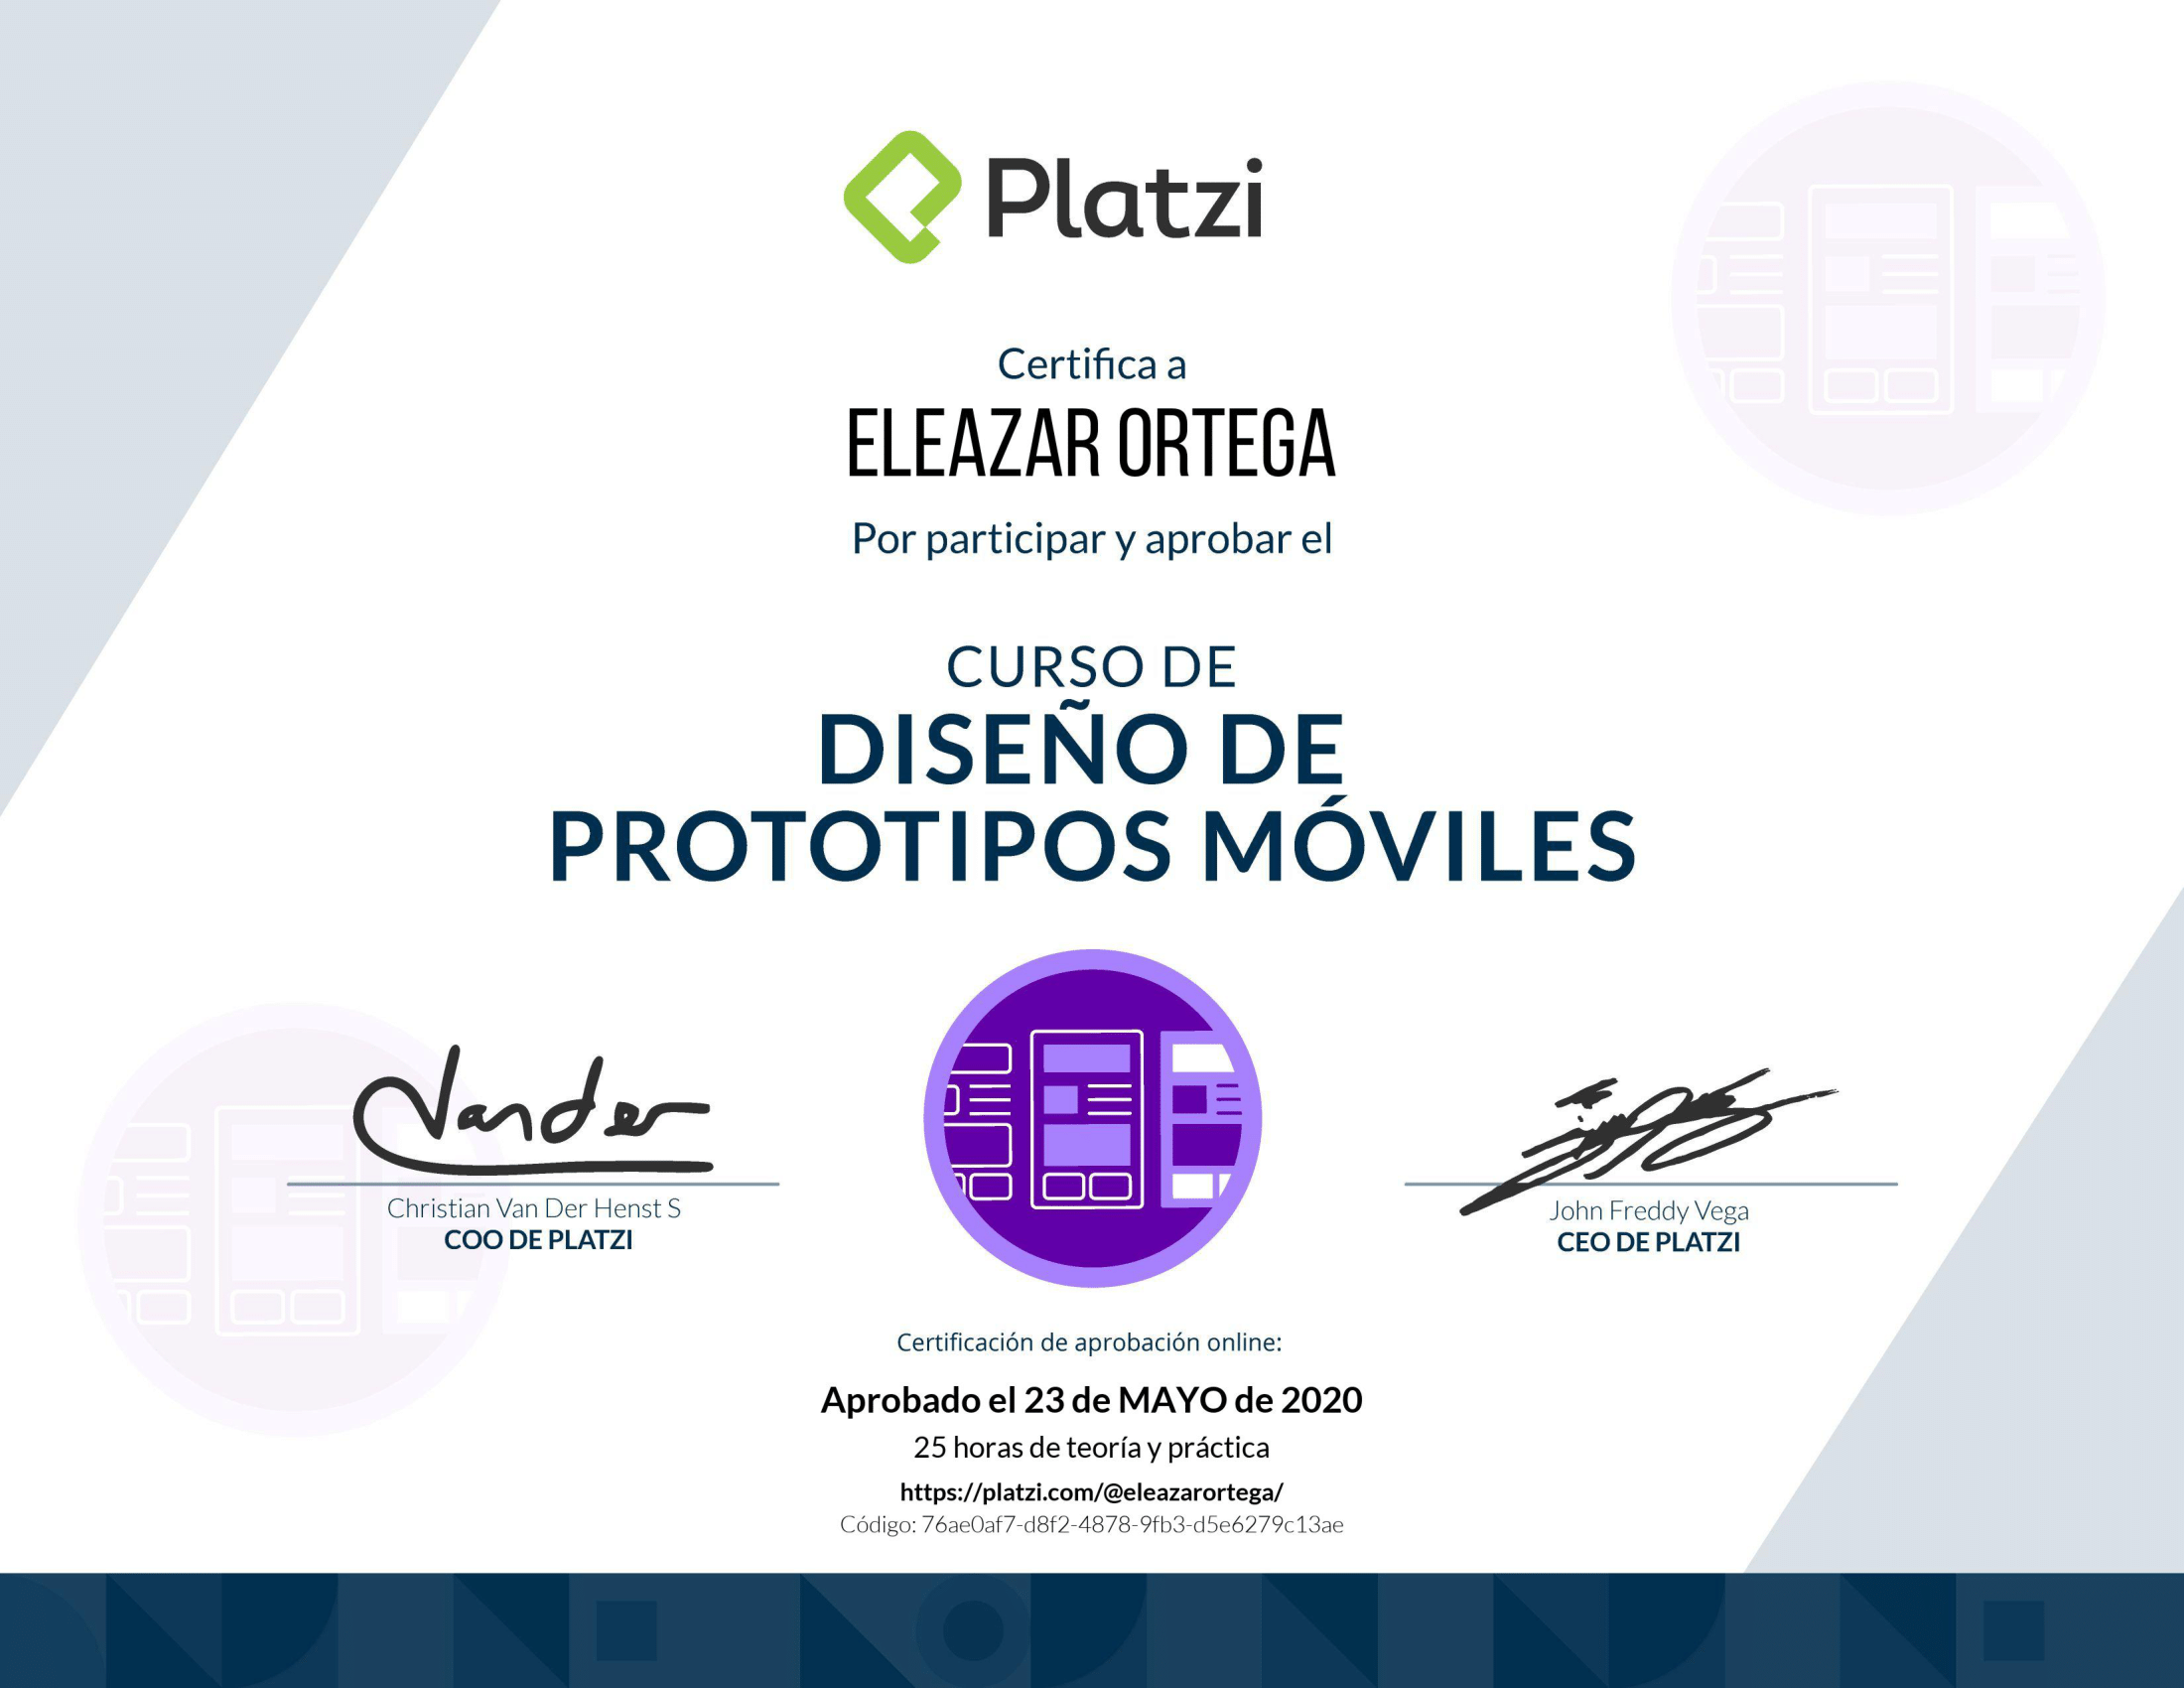 Platzi
Certifica a
ELEAZAR ORTEGA
Por participar y aprobar el
CURSO DE
DISEÑO DE
PROTOTIPOS MÓVILES
Vander
Christian Van Der Henst S
COO DE PLATZI
John Freddy Vega
CEO DE PLATZI
Certificación de aprobación online:
Aprobado el 23 de MAYO de 2020
25 horas de teoría y práctica
https://platzi.com/@eleazarortega/
Código: 76ae0af7-d8f2-4878-9fb3-d5e6279c13ae